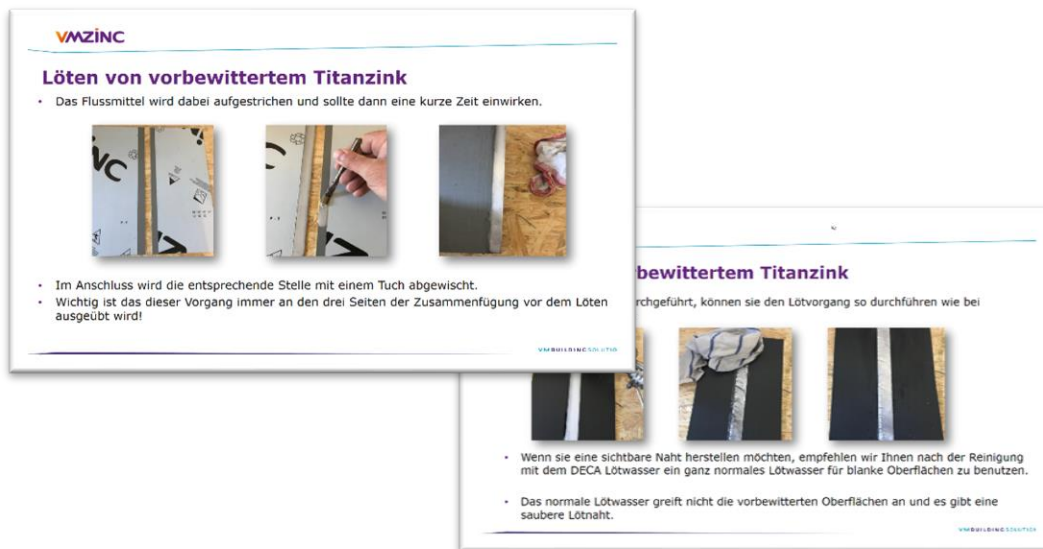 VMZINC
Löten von vorbewittertem Titanzink
• Das Flussmittel wird dabei aufgestrichen und sollte dann eine kurze Zeit einwirken.
• Im Anschluss wird die entsprechende Stelle mit einem Tuch abgewischt.
• Wichtig ist das dieser Vorgang immer an den drei Seiten der Zusammenfügung vor dem Löten
ausgeübt wird!
VMBUILDINGSOLUTIO
bewittertem Titanzink
rchgeführt, können sie den Lötvorgang so durchführen wie bei
• Wenn sie eine sichtbare Naht herstellen möchten, empfehlen wir Ihnen nach der Reinigung
mit dem DECA Lötwasser ein ganz normales Lötwasser für blanke Oberflächen zu benutzen.
• Das normale Lötwasser greift nicht die vorbewitterten Oberflächen an und es gibt eine
saubere Lötnaht.
VMBUILDINGSOLUTION